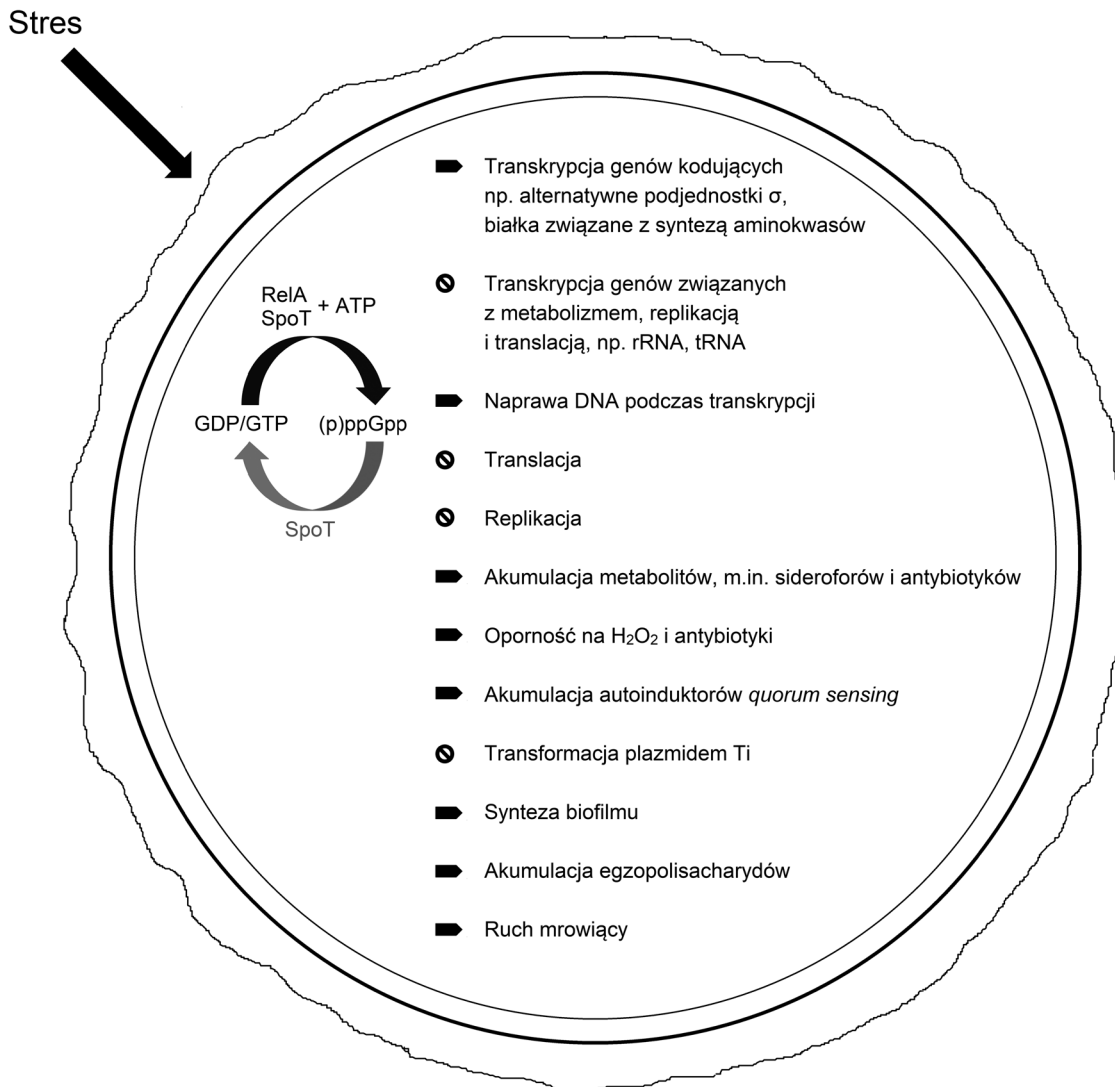 Stres
Transkrypcja genów kodujących
np. alternatywne podjednostki σ,
białka związane z syntezą aminokwasów
RelA
SpoT + ATP
GDP/GTP (p)ppGpp
SpoT
Transkrypcja genów związanych
z metabolizmem, replikacją
i translacją, np. rRNA, tRNA
Naprawa DNA podczas transkrypcji
Translacja
Replikacja
Akumulacja metabolitów, m.in. sideroforów i antybiotyków
Oporność na H₂O₂ i antybiotyki
Akumulacja autoinduktorów quorum sensing
Transformacja plazmidem Ti
Synteza biofilmu
Akumulacja egzopolisacharydów
Ruch mrowiący